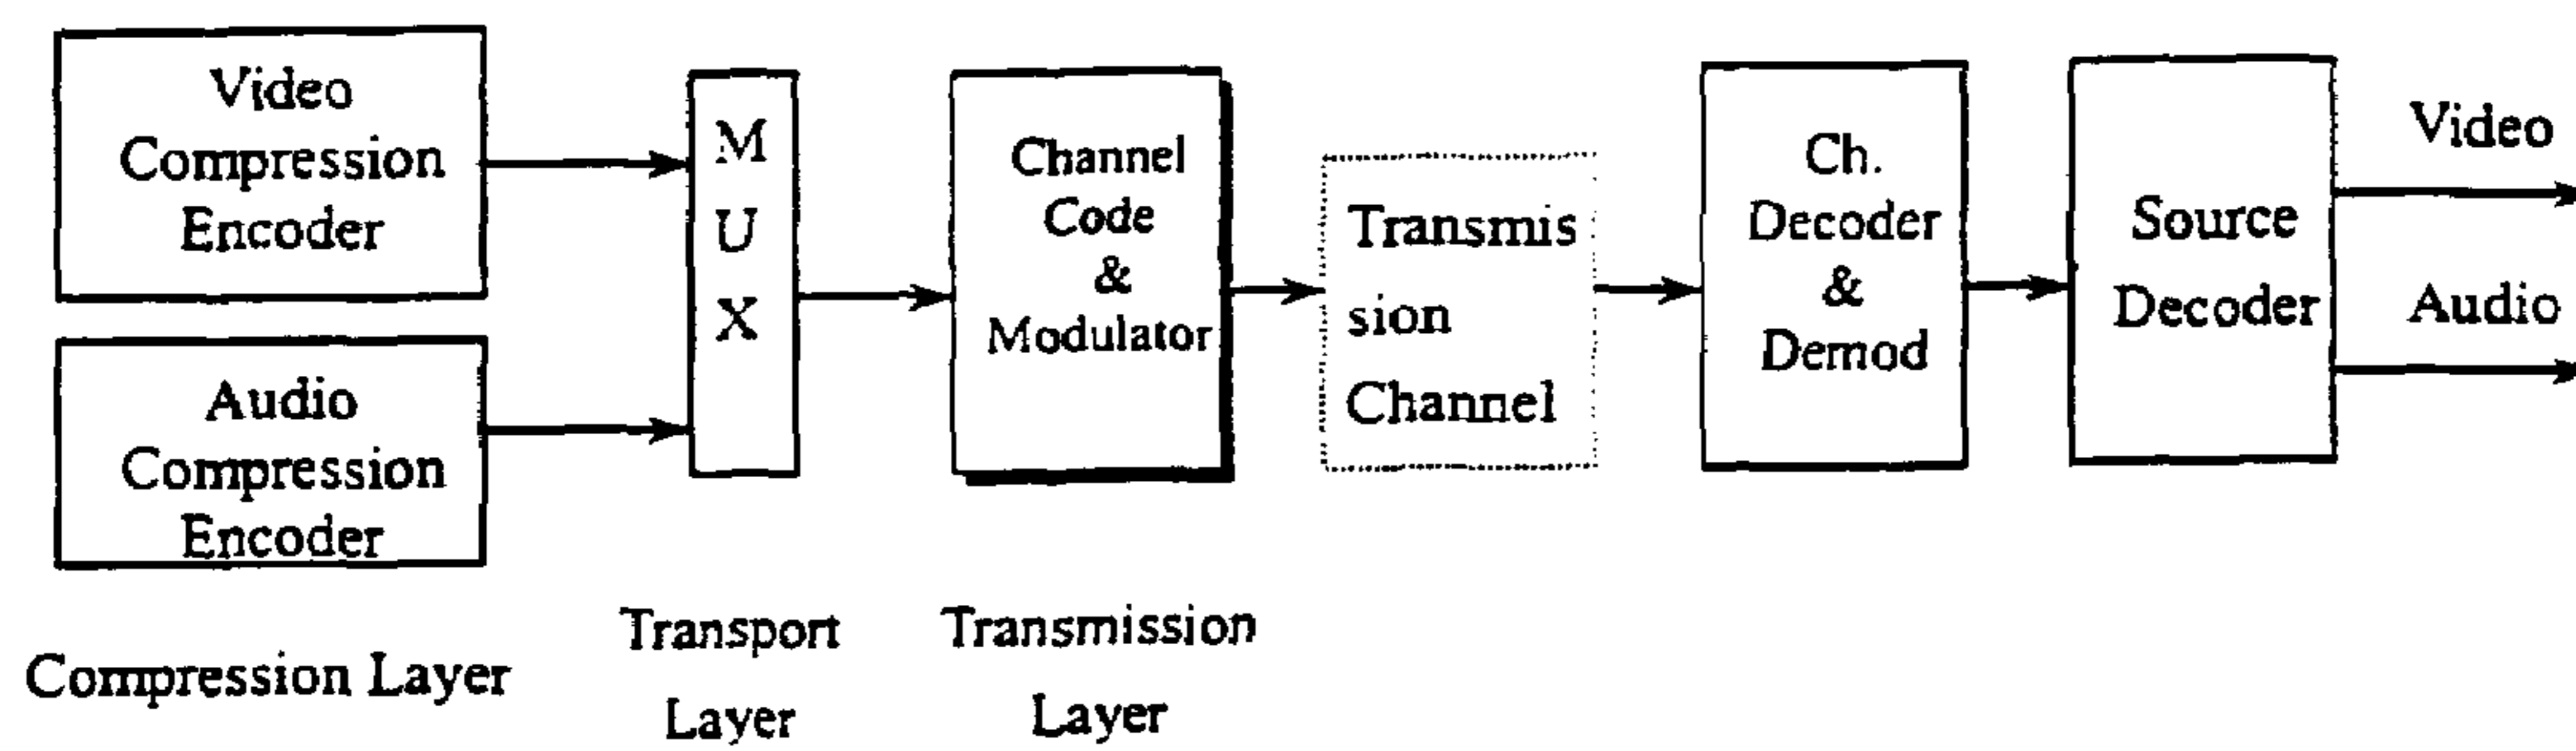 Video
Compression
Encoder
Audio
Compression
Encoder
Compression Layer
M
U
X
Transport
Layer
Channel
Code
&
Modulator
Transmission
Layer
Transmis
sion
Channel
Ch.
Decoder
&
Demod
Source
Decoder
Video
Audio